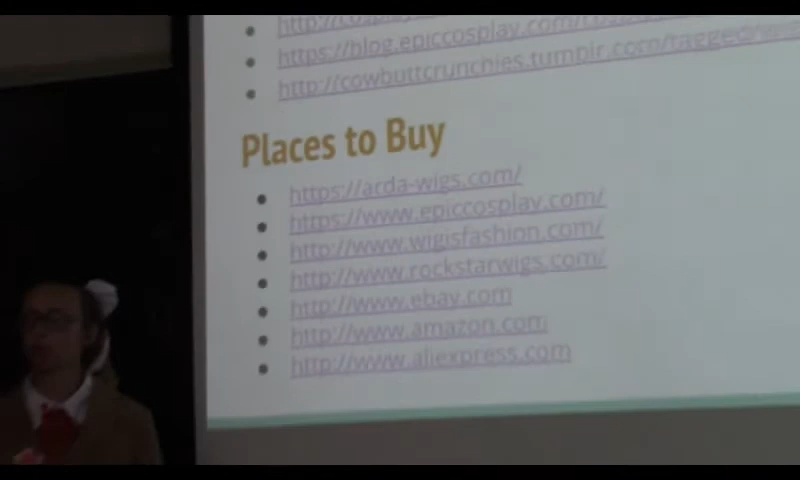 https://blog.epiccosplay.com/
http://cowbuttcrunchies.tumblr.com/tagged/
Places to Buy
https://arda-wigs.com/
https://www.epiccosplay.com/
http://www.wigisfashion.com/
http://www.rockstarwigs.com/
http://www.ebay.com
http://www.amazon.com
http://www.aliexpress.com